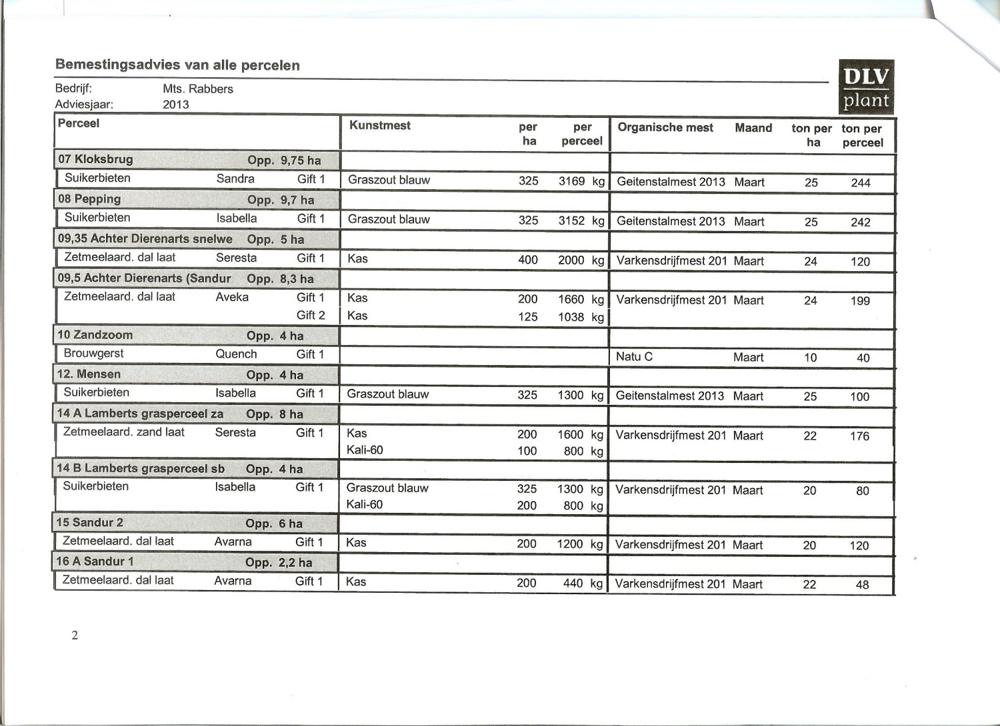 Bemestingsadvies van alle percelen
DLV
plant
Bedrijf: Mts. Rabbers
Adviesjaar: 2013
Perceel Kunstmest per ha per perceel Organische mest Maand ton per ha ton per perceel
07 Kloksbrug Opp. 9,75 ha
Suikerbieten Sandra Gift 1 Graszout blauw 325 3169 kg Geitenstalmest 2013 Maart 25 244
08 Pepping Opp. 9,7 ha
Suikerbieten Isabella Gift 1 Graszout blauw 325 3152 kg Geitenstalmest 2013 Maart 25 242
09,35 Achter Dierenarts snelwe Opp. 5 ha
Zetmeelaard. dal laat Seresta Gift 1 Kas 400 2000 kg Varkensdrijfmest 201 Maart 24 120
09,5 Achter Dierenarts (Sandur Opp. 8,3 ha
Zetmeelaard. dal laat Aveka Gift 1 Kas 200 1660 kg Varkensdrijfmest 201 Maart 24 199
Gift 2 Kas 125 1038 kg
10 Zandzoom Opp. 4 ha
Brouwgerst Quench Gift 1 Natu C Maart 10 40
12. Mensen Opp. 4 ha
Suikerbieten Isabella Gift 1 Graszout blauw 325 1300 kg Geitenstalmest 2013 Maart 25 100
14 A Lamberts grasperceel za Opp. 8 ha
Zetmeelaard. zand laat Seresta Gift 1 Kas 200 1600 kg Varkensdrijfmest 201 Maart 22 176
Kali-60 100 800 kg
14 B Lamberts grasperceel sb Opp. 4 ha
Suikerbieten Isabella Gift 1 Graszout blauw 325 1300 kg Varkensdrijfmest 201 Maart 20 80
Kali-60 200 800 kg
15 Sandur 2 Opp. 6 ha
Zetmeelaard. dal laat Avarna Gift 1 Kas 200 1200 kg Varkensdrijfmest 201 Maart 20 120
16 A Sandur 1 Opp. 2,2 ha
Zetmeelaard. dal laat Avarna Gift 1 Kas 200 440 kg Varkensdrijfmest 201 Maart 22 48
2